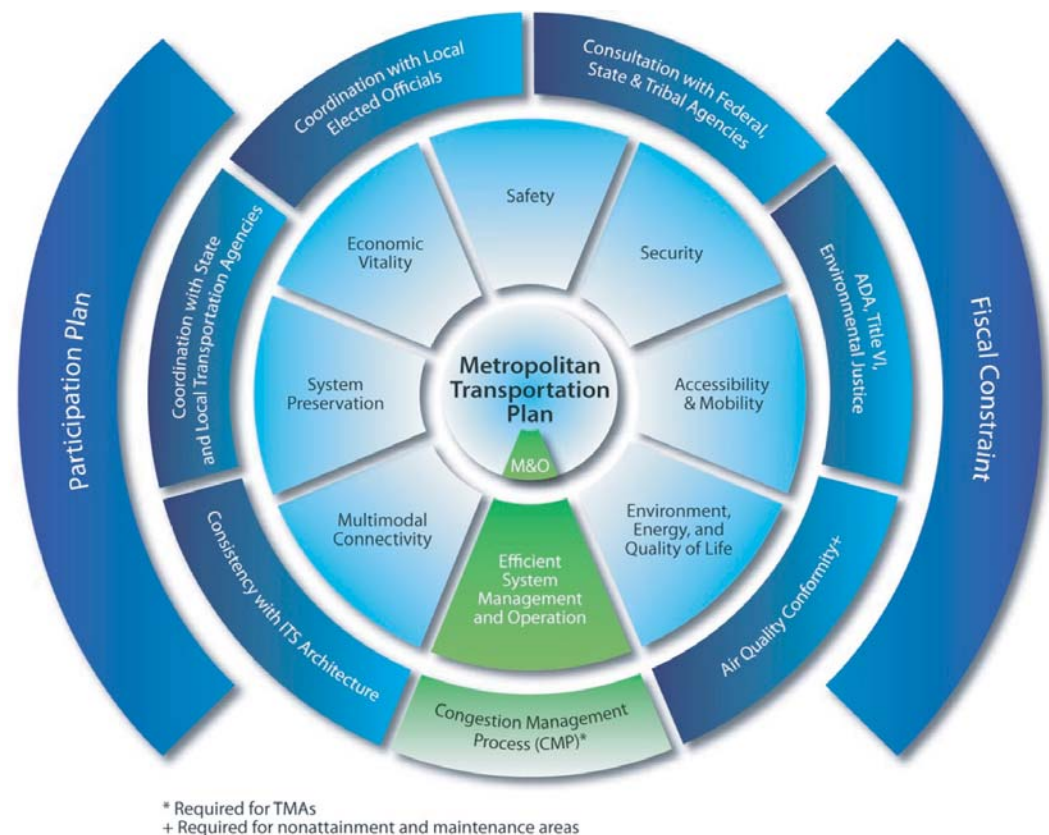 Participation Plan
Coordination with Local
Elected Officials
Consultation with Federal,
State & Tribal Agencies
Coordination with State
and Local Transportation Agencies
ADA, Title VI,
Environmental Justice
Fiscal Constraint
Safety
Economic
Vitality
Security
System
Preservation
Metropolitan
Transportation
Plan
M&O
Accessibility
& Mobility
Multimodal
Connectivity
Efficient
System
Management
and Operation
Environment,
Energy, and
Quality of Life
Consistency with ITS Architecture
Congestion Management
Process (CMP)*
Air Quality Conformity+
* Required for TMAs
+ Required for nonattainment and maintenance areas